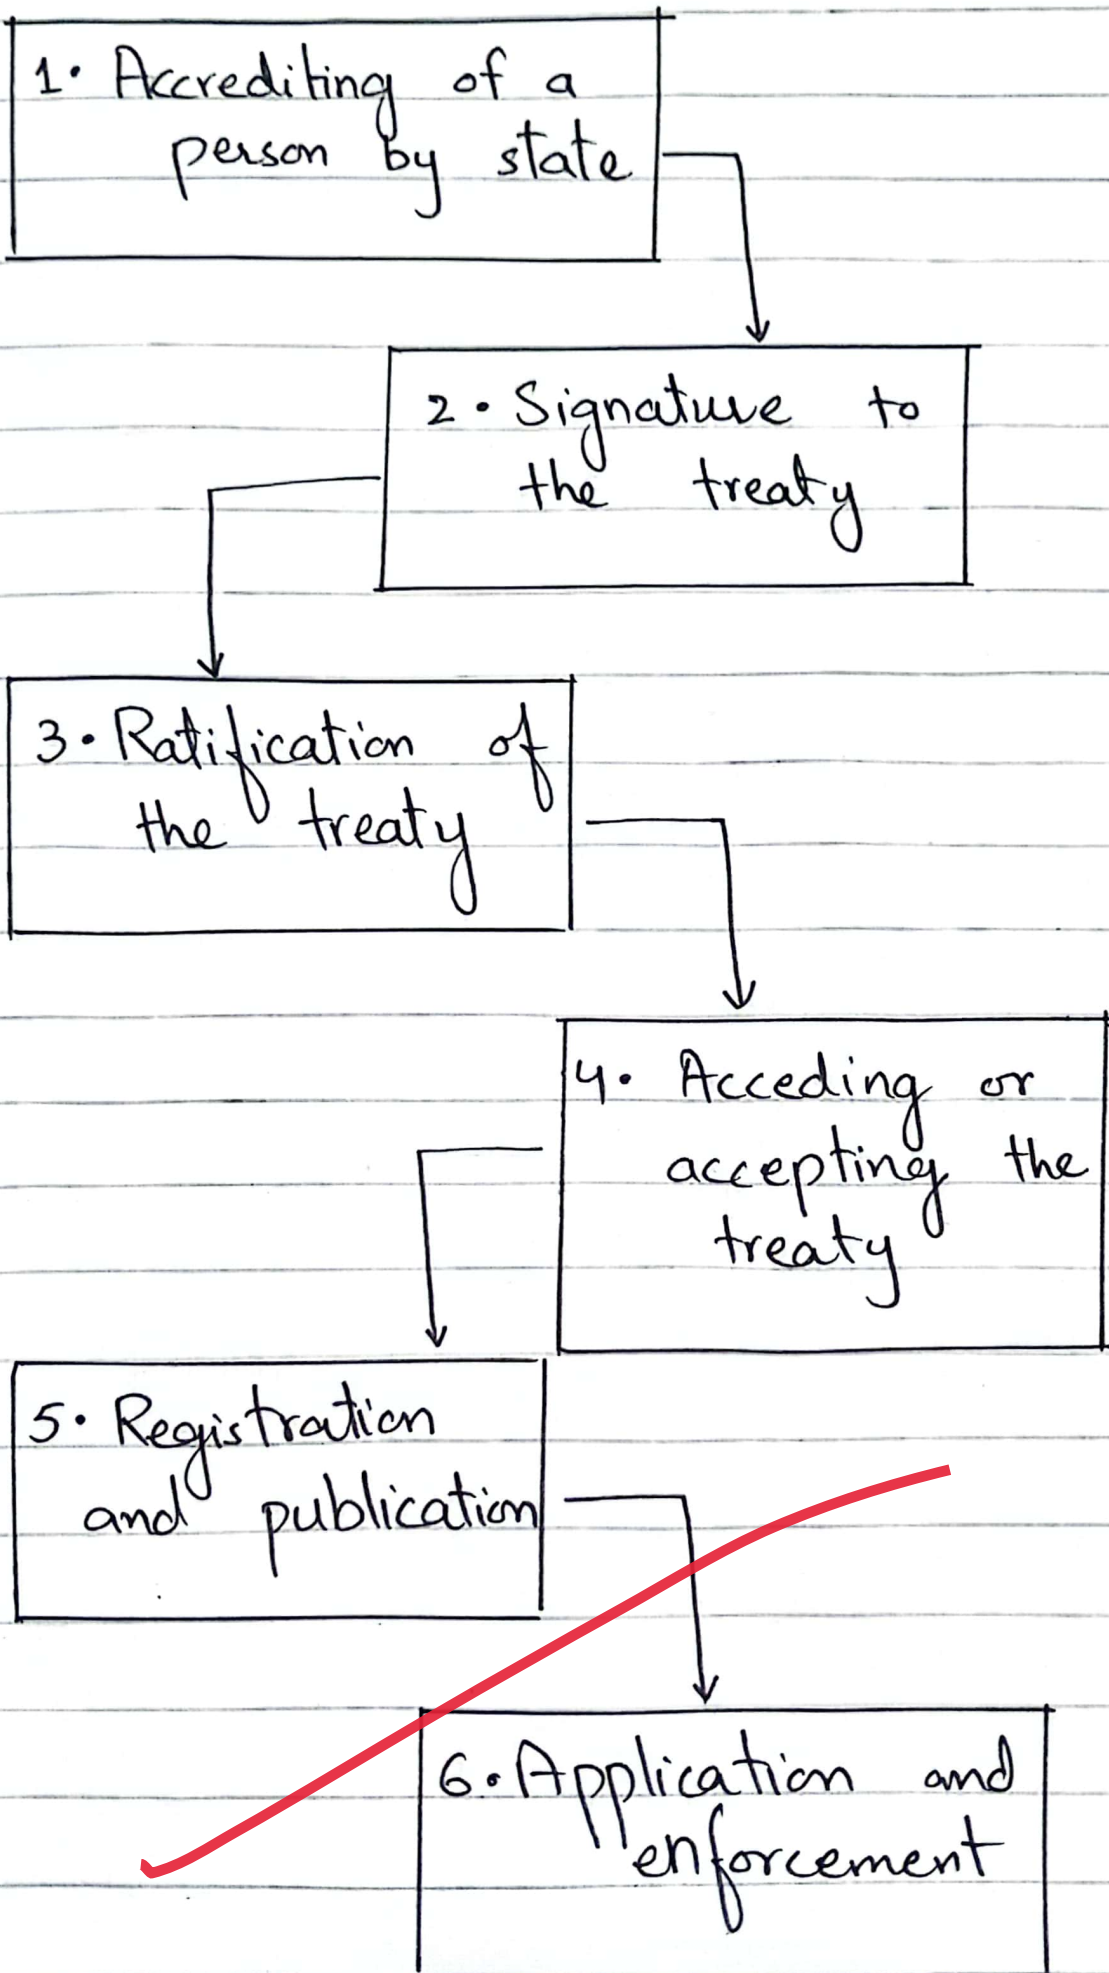 1. Accrediting of a
person by state
2. Signature to
the treaty
3. Ratification of
the treaty
4. Acceding or
accepting the
treaty
5. Registration
and publication
6. Application and
enforcement